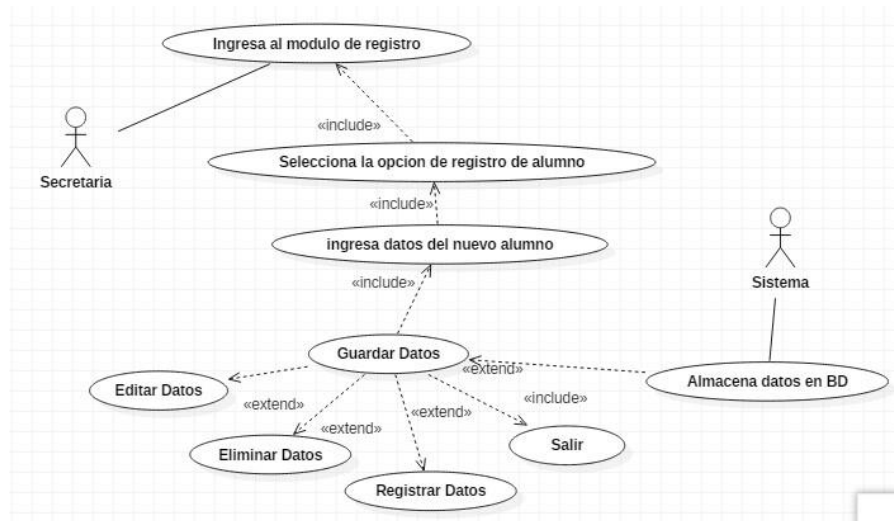 Ingresa al modulo de registro
«include»
Selecciona la opcion de registro de alumno
Secretaria
«include»
ingresa datos del nuevo alumno
«include»
Sistema
Guardar Datos
«extend»
Almacena datos en BD
Editar Datos
«extend»
«extend»
«extend»
«include»
Eliminar Datos
Salir
Registrar Datos